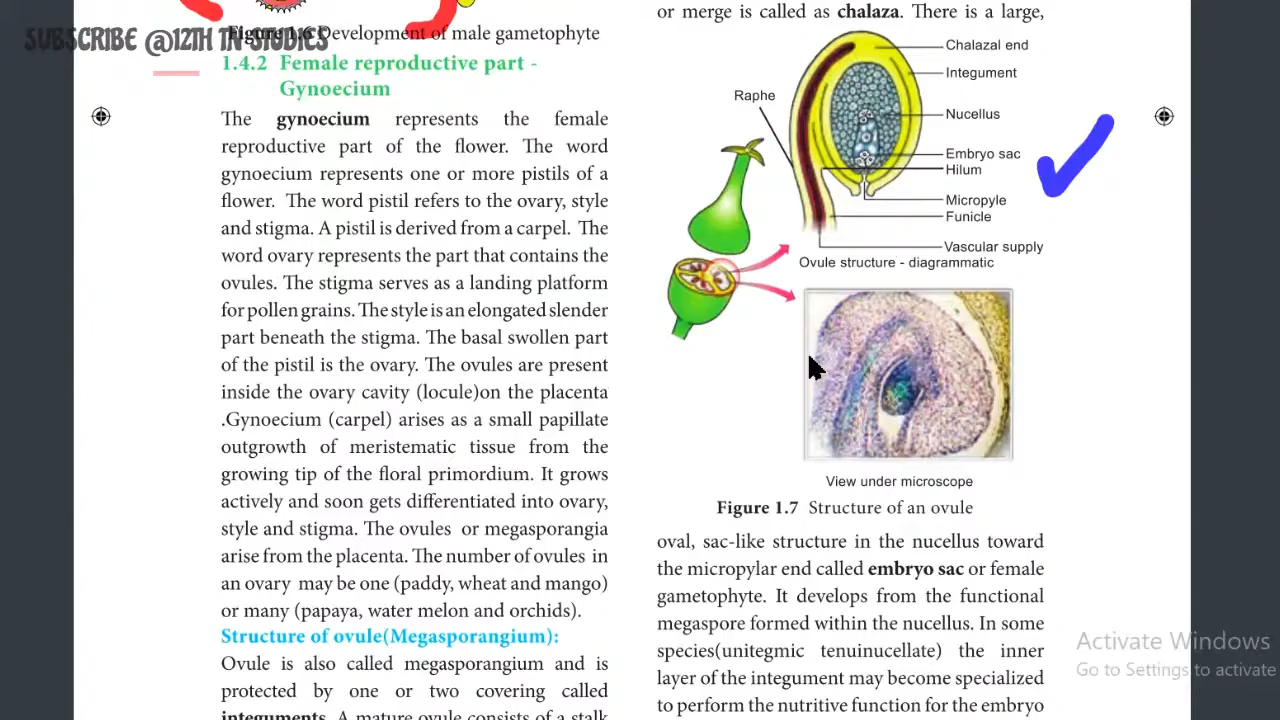 SUBSCRIBE @12TH TN STUDIES
Figure 1.6 Development of male gametophyte
1.4.2 Female reproductive part -
Gynoecium
The gynoecium represents the female
reproductive part of the flower. The word
gynoecium represents one or more pistils of a
flower. The word pistil refers to the ovary, style
and stigma. A pistil is derived from a carpel. The
word ovary represents the part that contains the
ovules. The stigma serves as a landing platform
for pollen grains. The style is an elongated slender
part beneath the stigma. The basal swollen part
of the pistil is the ovary. The ovules are present
inside the ovary cavity (locule)on the placenta
.Gynoecium (carpel) arises as a small papillate
outgrowth of meristematic tissue from the
growing tip of the floral primordium. It grows
actively and soon gets differentiated into ovary,
style and stigma. The ovules or megasporangia
arise from the placenta. The number of ovules in
an ovary may be one (paddy, wheat and mango)
or many (papaya, water melon and orchids).
Structure of ovule(Megasporangium):
Ovule is also called megasporangium and is
protected by one or two covering called
integuments. A mature ovule consists of a stalk
or merge is called as chalaza. There is a large,
Chalazal end
Integument
Raphe
Nucellus
Embryo sac
Hilum
Micropyle
Funicle
Vascular supply
Ovule structure - diagrammatic
View under microscope
Figure 1.7 Structure of an ovule
oval, sac-like structure in the nucellus toward
the micropylar end called embryo sac or female
gametophyte. It develops from the functional
megaspore formed within the nucellus. In some
species(unitegmic tenuinucellate) the inner
layer of the integument may become specialized
to perform the nutritive function for the embryo
Activate Windows
Go to Settings to activate